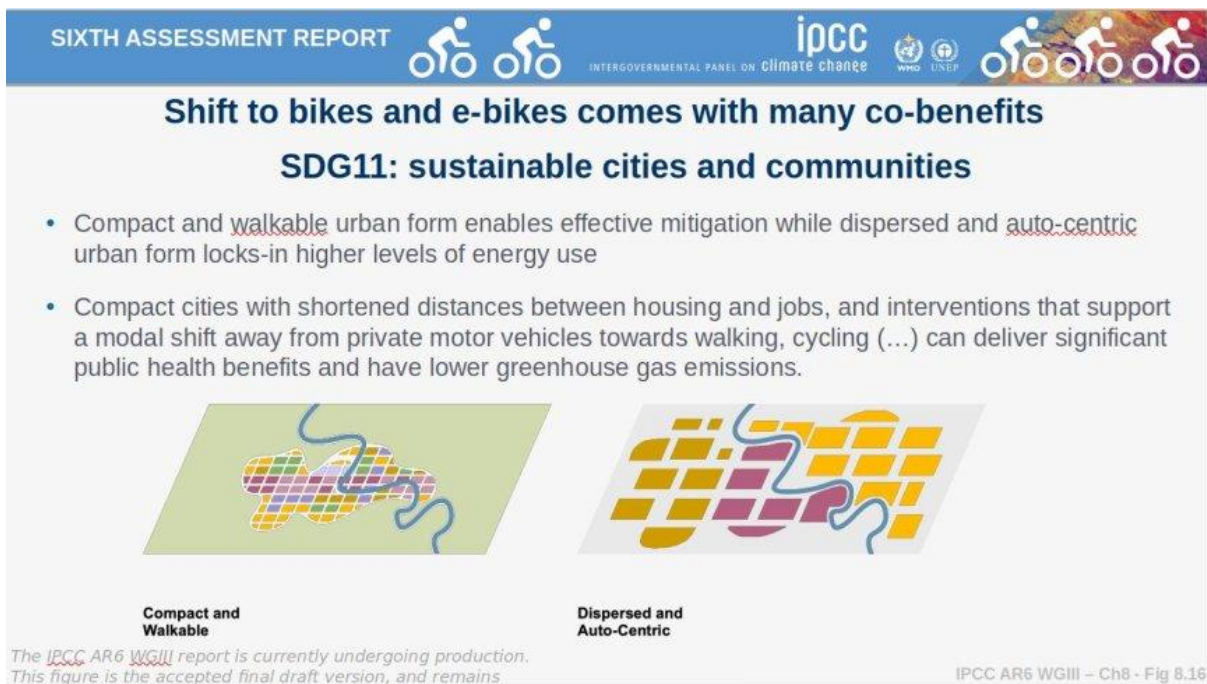 SIXTH ASSESSMENT REPORT
ipcc
INTERGOVERNMENTAL PANEL ON climate change
WMO
UNEP
Shift to bikes and e-bikes comes with many co-benefits
SDG11: sustainable cities and communities
• Compact and walkable urban form enables effective mitigation while dispersed and auto-centric
urban form locks-in higher levels of energy use
• Compact cities with shortened distances between housing and jobs, and interventions that support
a modal shift away from private motor vehicles towards walking, cycling (…) can deliver significant
public health benefits and have lower greenhouse gas emissions.
Compact and
Walkable
Dispersed and
Auto-Centric
The IPCC AR6 WGIII report is currently undergoing production.
This figure is the accepted final draft version, and remains
IPCC AR6 WGIII – Ch8 - Fig 8.16